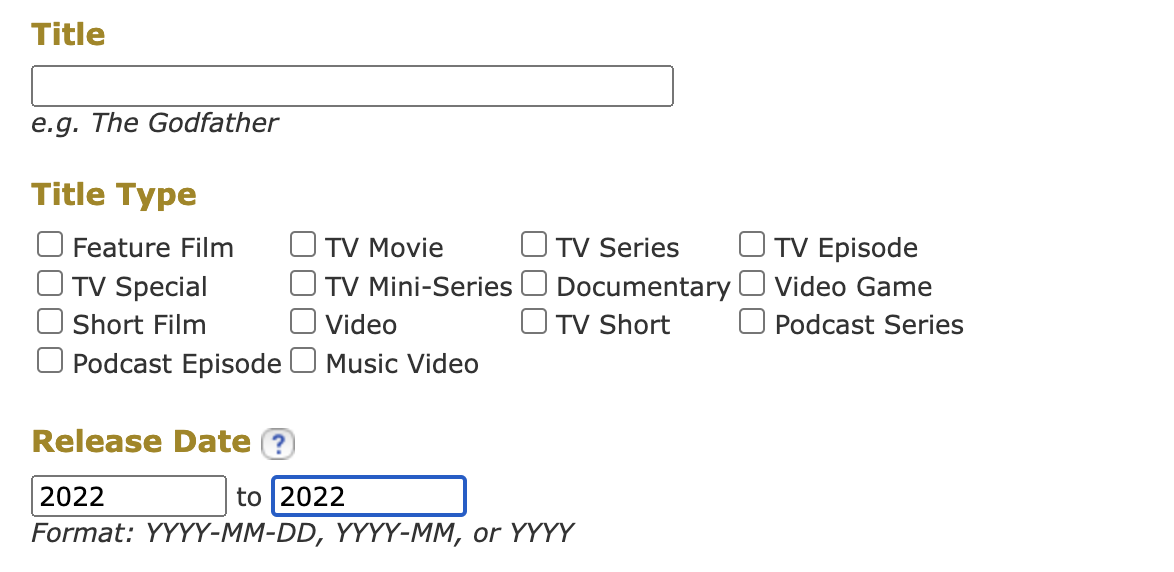 Title
e.g. The Godfather
Title Type
Feature Film TV Movie TV Series TV Episode
TV Special TV Mini-Series Documentary Video Game
Short Film Video TV Short Podcast Series
Podcast Episode Music Video
Release Date ?
2022 to 2022
Format: YYYY-MM-DD, YYYY-MM, or YYYY